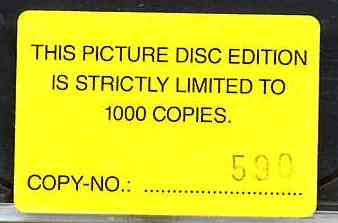 THIS PICTURE DISC EDITION
IS STRICTLY LIMITED TO
1000 COPIES.
590
COPY-NO.: ............................